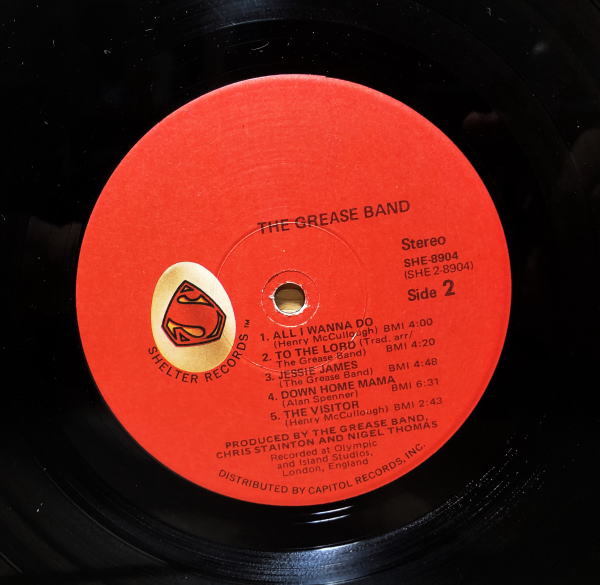 THE GREASE BAND
Stereo
SHE-8904
(SHE 2-8904)
Side 2
SHELTER RECORDS ™
1. ALL I WANNA DO
(Henry McCullough) BMI 4:00
2. TO THE LORD (Trad. arr/
The Grease Band) BMI 4:20
3. JESSIE JAMES
(The Grease Band) BMI 4:48
4. DOWN HOME MAMA
(Alan Spenner) BMI 6:31
5. THE VISITOR
(Henry McCullough) BMI 2:43
PRODUCED BY THE GREASE BAND,
CHRIS STAINTON AND NIGEL THOMAS
Recorded at Olympic
and Island Studios,
London, England
DISTRIBUTED BY CAPITOL RECORDS, INC.